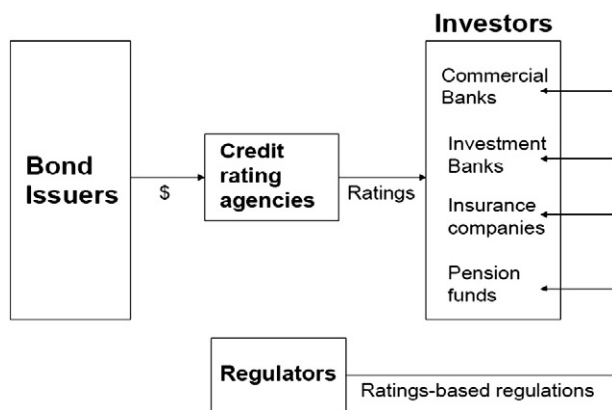 Investors
Bond
Issuers
$
Credit
rating
agencies
Ratings
Commercial
Banks
Investment
Banks
Insurance
companies
Pension
funds
Regulators
Ratings-based regulations